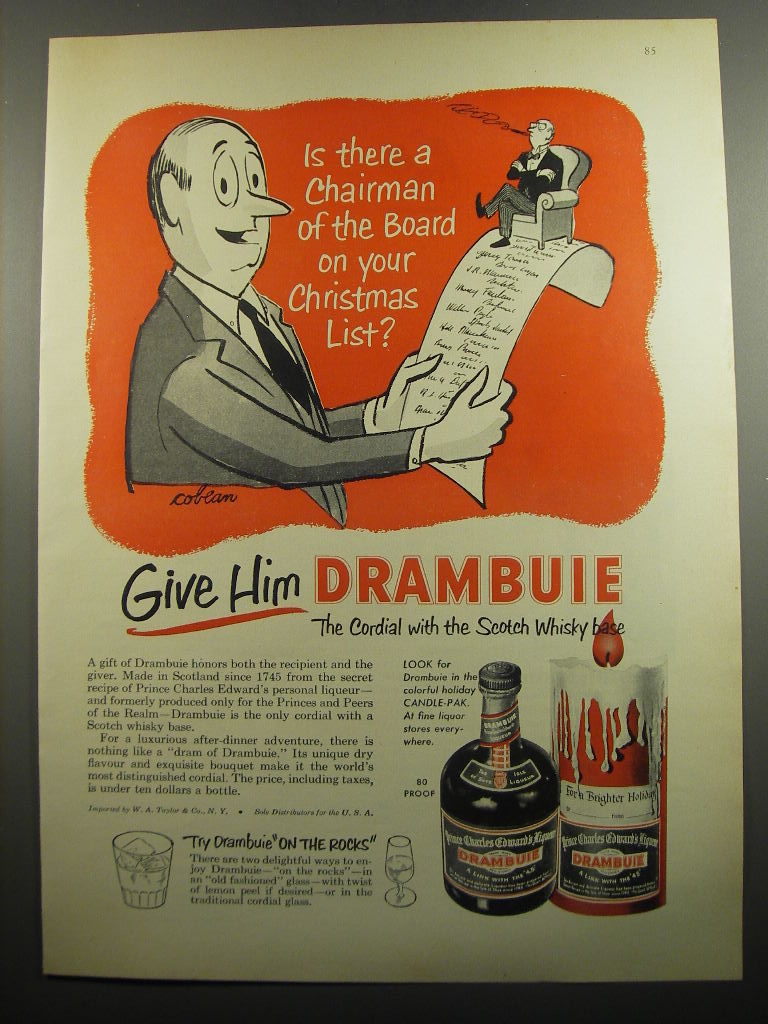 85
Is there a
Chairman
of the Board
on your
Christmas
List?
cobean
Give Him DRAMBUIE
The Cordial with the Scotch Whisky base
A gift of Drambuie honors both the recipient and the
giver. Made in Scotland since 1745 from the secret
recipe of Prince Charles Edward's personal liqueur—
and formerly produced only for the Princes and Peers
of the Realm—Drambuie is the only cordial with a
Scotch whisky base.
For a luxurious after-dinner adventure, there is
nothing like a "dram of Drambuie." Its unique dry
flavour and exquisite bouquet make it the world's
most distinguished cordial. The price, including taxes,
is under ten dollars a bottle.
Imported by W. A. Taylor & Co., N. Y. • Sole Distributors for the U. S. A.
Try Drambuie "ON THE ROCKS"
There are two delightful ways to en-
joy Drambuie—"on the rocks"—in
an "old fashioned" glass—with twist
of lemon peel if desired—or in the
traditional cordial glass.
LOOK for
Drambuie in the
colorful holiday
CANDLE-PAK.
At fine liquor
stores every-
where.
80
PROOF
DRAMBUIE
ISLE
LIQUEUR
Prince Charles Edward's Liqueur
DRAMBUIE
A LINK WITH THE '45
For a Brighter Holiday
Prince Charles Edward's Liqueur
DRAMBUIE
A LINK WITH THE '45